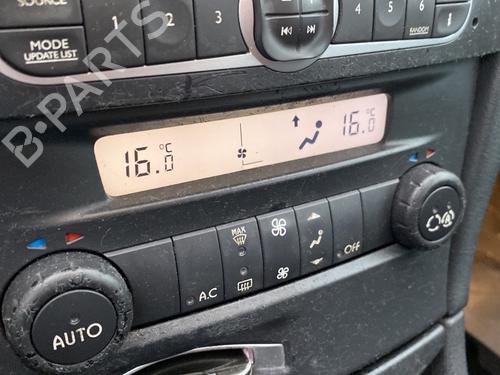 SOURCE
1 2 3 4 5 6
MODE
UPDATE LIST
RANDOM
B-PARTS
16.0 °C 16.0 °C
MAX
A.C
Off
AUTO